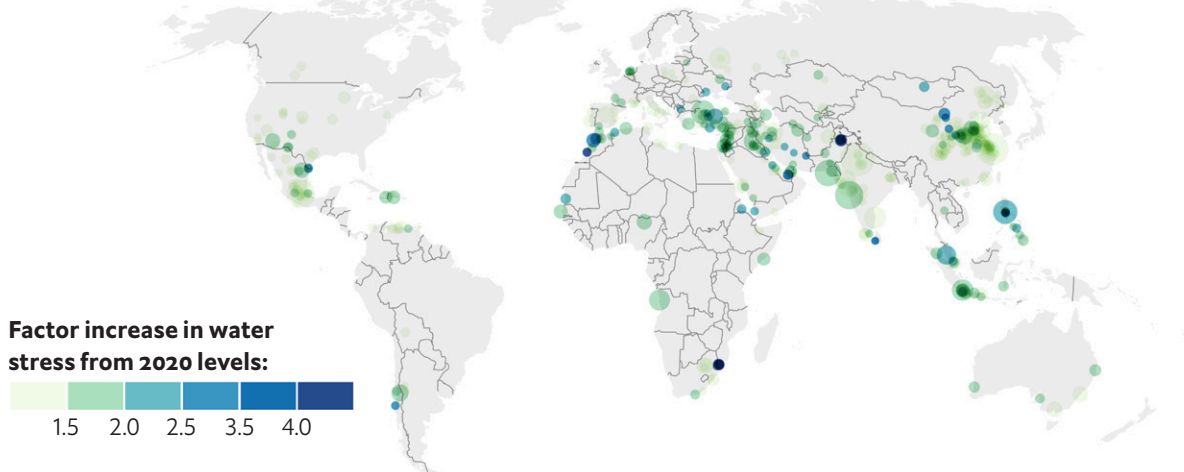 Factor increase in water
stress from 2020 levels:
1.5 2.0 2.5 3.5 4.0